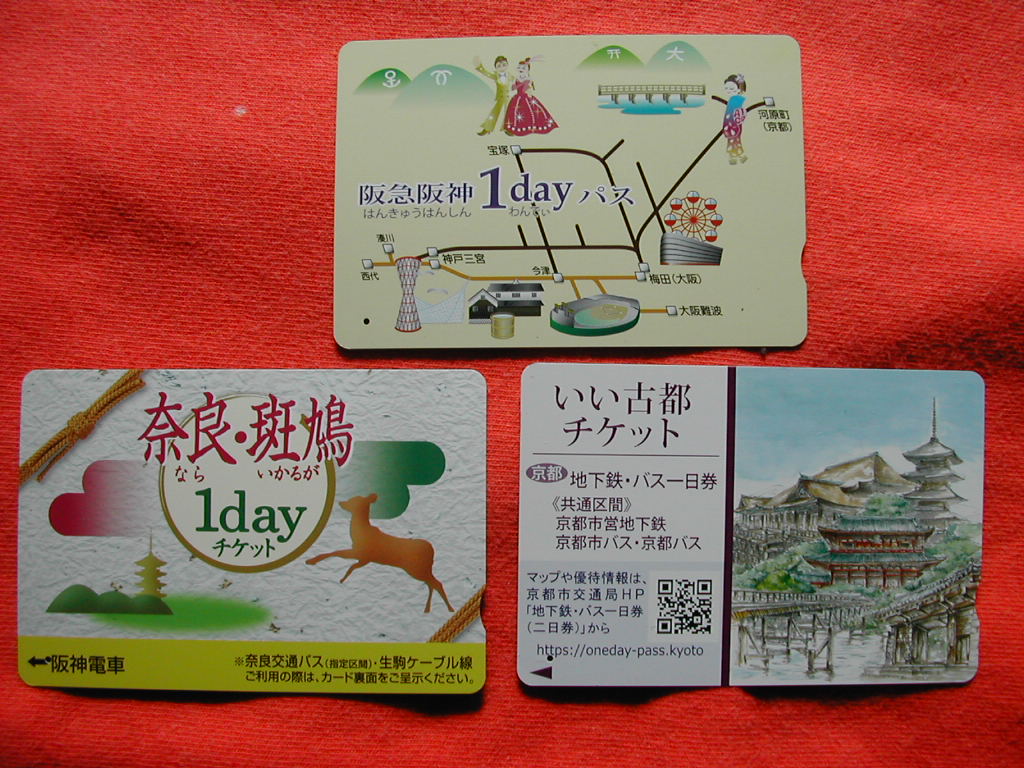 大
河原町
(京都)
宝塚
阪急阪神 1day パス
はんきゅうはんしん わんでい
湊川
西代
神戸三宮
今津
梅田(大阪)
大阪難波
奈良・斑鳩
なら いかるが
1day
チケット
阪神電車
※奈良交通バス(指定区間)・生駒ケーブル線
ご利用の際は、カード裏面をご呈示ください。
いい古都
チケット
京都 地下鉄・バス一日券
《共通区間》
京都市営地下鉄
京都市バス・京都バス
マップや優待情報は、
京都市交通局HP
「地下鉄・バス一日券
(二日券)」から
https://oneday-pass.kyoto